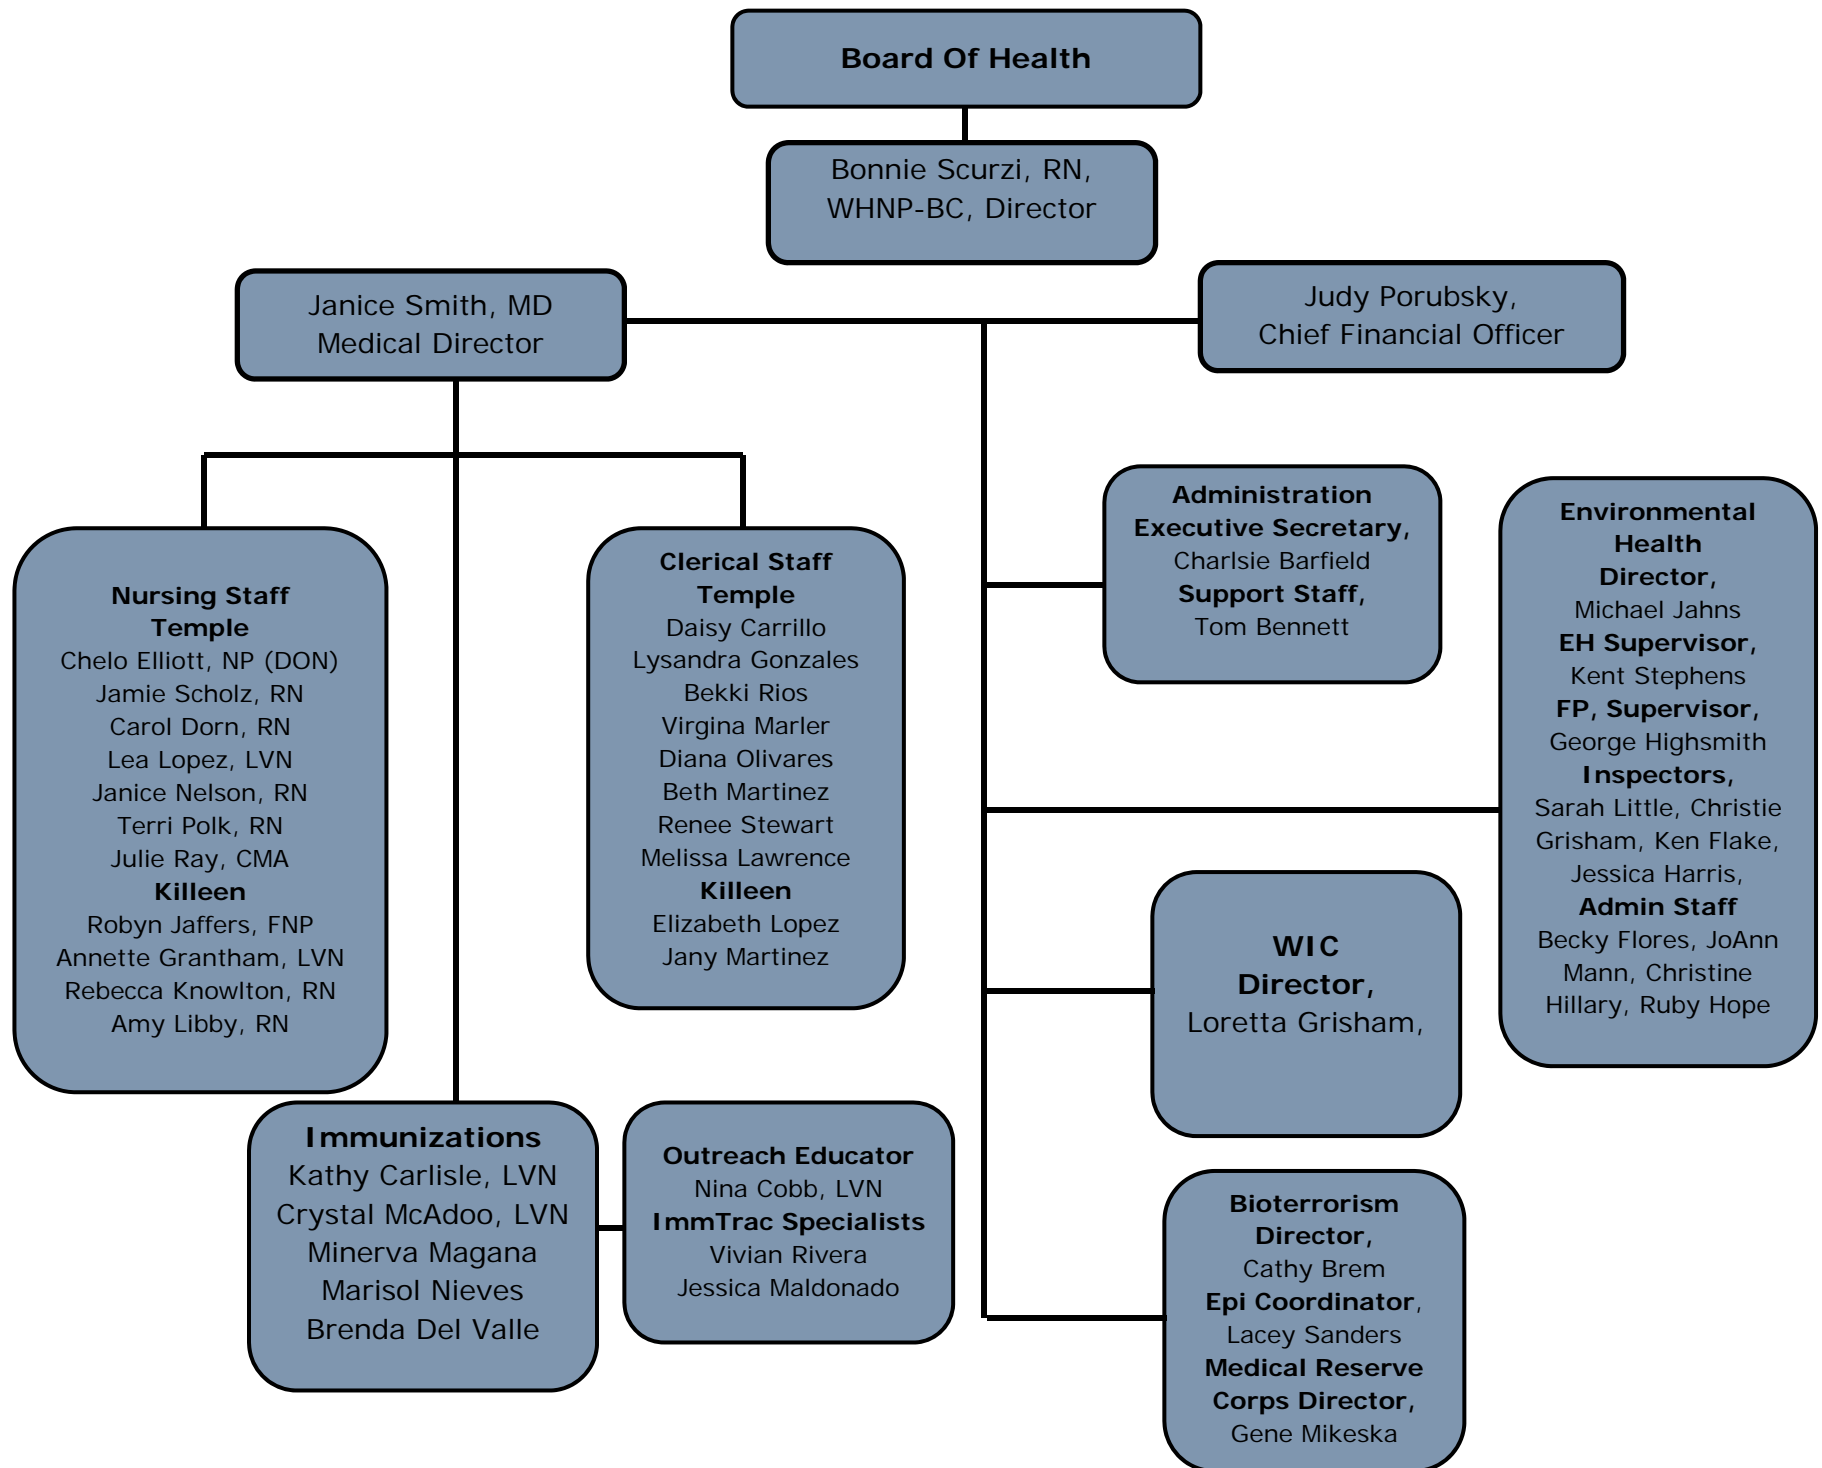 Board Of Health
Bonnie Scurzi, RN,
WHNP-BC, Director
Janice Smith, MD
Medical Director
Judy Porubsky,
Chief Financial Officer
Nursing Staff
Temple
Chelo Elliott, NP (DON)
Jamie Scholz, RN
Carol Dorn, RN
Lea Lopez, LVN
Janice Nelson, RN
Terri Polk, RN
Julie Ray, CMA
Killeen
Robyn Jaffers, FNP
Annette Grantham, LVN
Rebecca Knowlton, RN
Amy Libby, RN
Clerical Staff
Temple
Daisy Carrillo
Lysandra Gonzales
Bekki Rios
Virgina Marler
Diana Olivares
Beth Martinez
Renee Stewart
Melissa Lawrence
Killeen
Elizabeth Lopez
Jany Martinez
Administration
Executive Secretary,
Charlsie Barfield
Support Staff,
Tom Bennett
Environmental
Health
Director,
Michael Jahns
EH Supervisor,
Kent Stephens
FP, Supervisor,
George Highsmith
Inspectors,
Sarah Little, Christie
Grisham, Ken Flake,
Jessica Harris,
Admin Staff
Becky Flores, JoAnn
Mann, Christine
Hillary, Ruby Hope
WIC
Director,
Loretta Grisham,
Immunizations
Kathy Carlisle, LVN
Crystal McAdoo, LVN
Minerva Magana
Marisol Nieves
Brenda Del Valle
Outreach Educator
Nina Cobb, LVN
ImmTrac Specialists
Vivian Rivera
Jessica Maldonado
Bioterrorism
Director,
Cathy Brem
Epi Coordinator,
Lacey Sanders
Medical Reserve
Corps Director,
Gene Mikeska